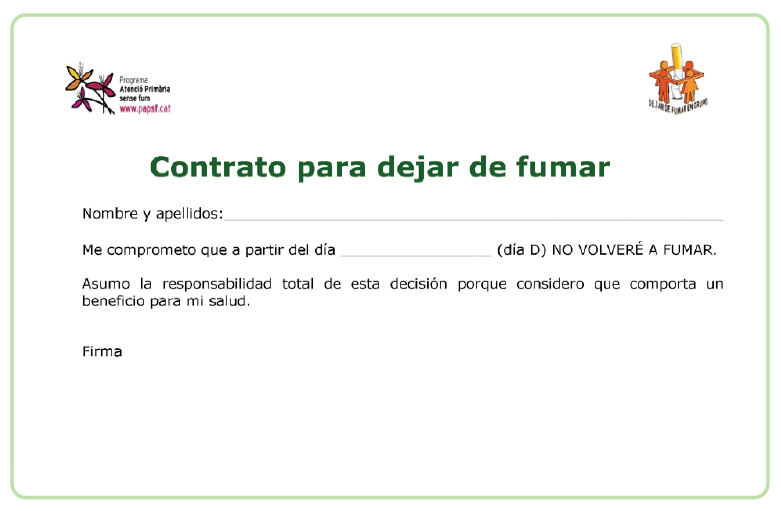 Programa
Atenció Primària
sense fum
www.papsf.cat
DEJAR DE FUMAR EN GRUPO
Contrato para dejar de fumar
Nombre y apellidos:
Me comprometo que a partir del día (día D) NO VOLVERÉ A FUMAR.
Asumo la responsabilidad total de esta decisión porque considero que comporta un
beneficio para mi salud.
Firma